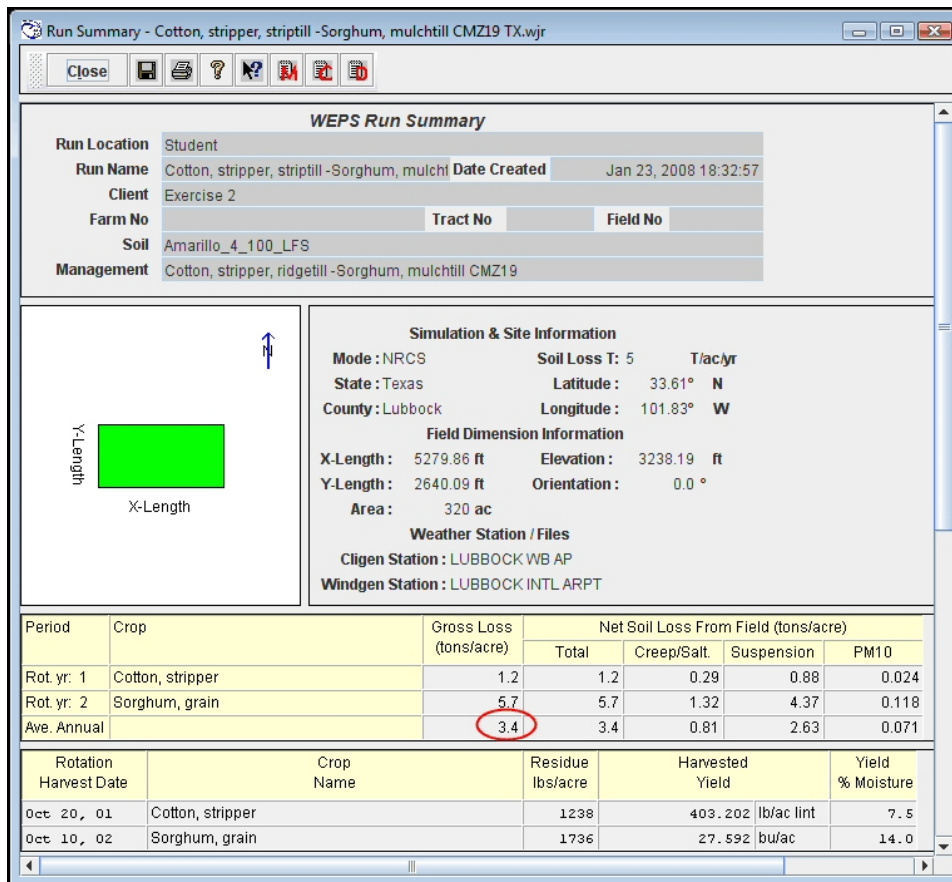 Run Summary - Cotton, stripper, striptill -Sorghum, mulchtill CMZ19 TX.wjr
Close
WEPS Run Summary
Run Location Student
Run Name Cotton, stripper, striptill -Sorghum, mulcht Date Created Jan 23, 2008 18:32:57
Client Exercise 2
Farm No Tract No Field No
Soil Amarillo_4_100_LFS
Management Cotton, stripper, ridgetill -Sorghum, mulchtill CMZ19
N
Y-Length
X-Length
Simulation & Site Information
Mode : NRCS Soil Loss T: 5 T/ac/yr
State : Texas Latitude : 33.61° N
County : Lubbock Longitude : 101.83° W
Field Dimension Information
X-Length : 5279.86 ft Elevation : 3238.19 ft
Y-Length : 2640.09 ft Orientation : 0.0 °
Area : 320 ac
Weather Station / Files
Cligen Station : LUBBOCK WB AP
Windgen Station : LUBBOCK INTL ARPT
Period Crop Gross Loss Net Soil Loss From Field (tons/acre)
(tons/acre) Total Creep/Salt. Suspension PM10
Rot. yr: 1 Cotton, stripper 1.2 1.2 0.29 0.88 0.024
Rot. yr: 2 Sorghum, grain 5.7 5.7 1.32 4.37 0.118
Ave. Annual 3.4 3.4 0.81 2.63 0.071
Rotation Crop Residue Harvested Yield
Harvest Date Name lbs/acre Yield % Moisture
Oct 20, 01 Cotton, stripper 1238 403.202 lb/ac lint 7.5
Oct 10, 02 Sorghum, grain 1736 27.592 bu/ac 14.0